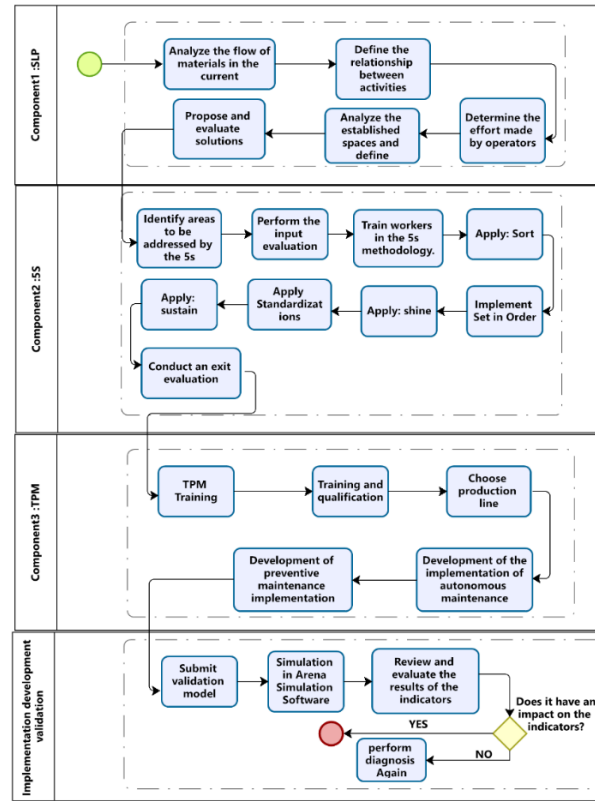 Component1 :SLP
Analyze the flow of
materials in the
current
Define the
relationship
between
activities
Propose and
evaluate
solutions
Analyze the
established
spaces and
define
Determine the
effort made
by operators
Component2 :5S
Identify areas
to be
addressed by
the 5s
Perform the
input
evaluation
Train workers
in the 5s
methodology.
Apply: Sort
Apply:
sustain
Apply
Standardizat
ions
Apply: shine
Implement
Set in Order
Conduct an exit
evaluation
Component3 :TPM
TPM
Training
Training and
qualification
Choose
production
line
Development of
preventive
maintenance
implementation
Development of the
implementation of
autonomous
maintenance
Implementation development
validation
Submit
validation
model
Simulation
in Arena
Simulation
Software
Review and
evaluate the
results of the
indicators
Does it have an
impact on the
indicators?
YES
NO
perform
diagnosis
Again